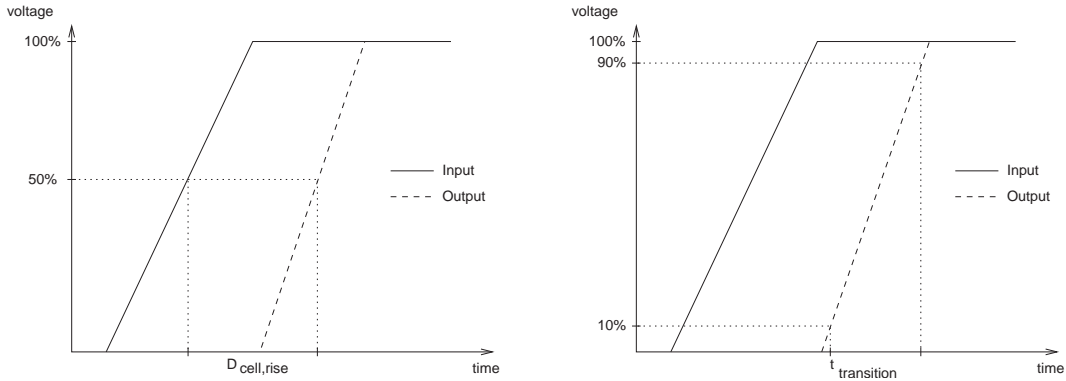 voltage
100%
50%
Input
Output
D cell,rise
time
voltage
100%
90%
Input
Output
10%
t transition
time